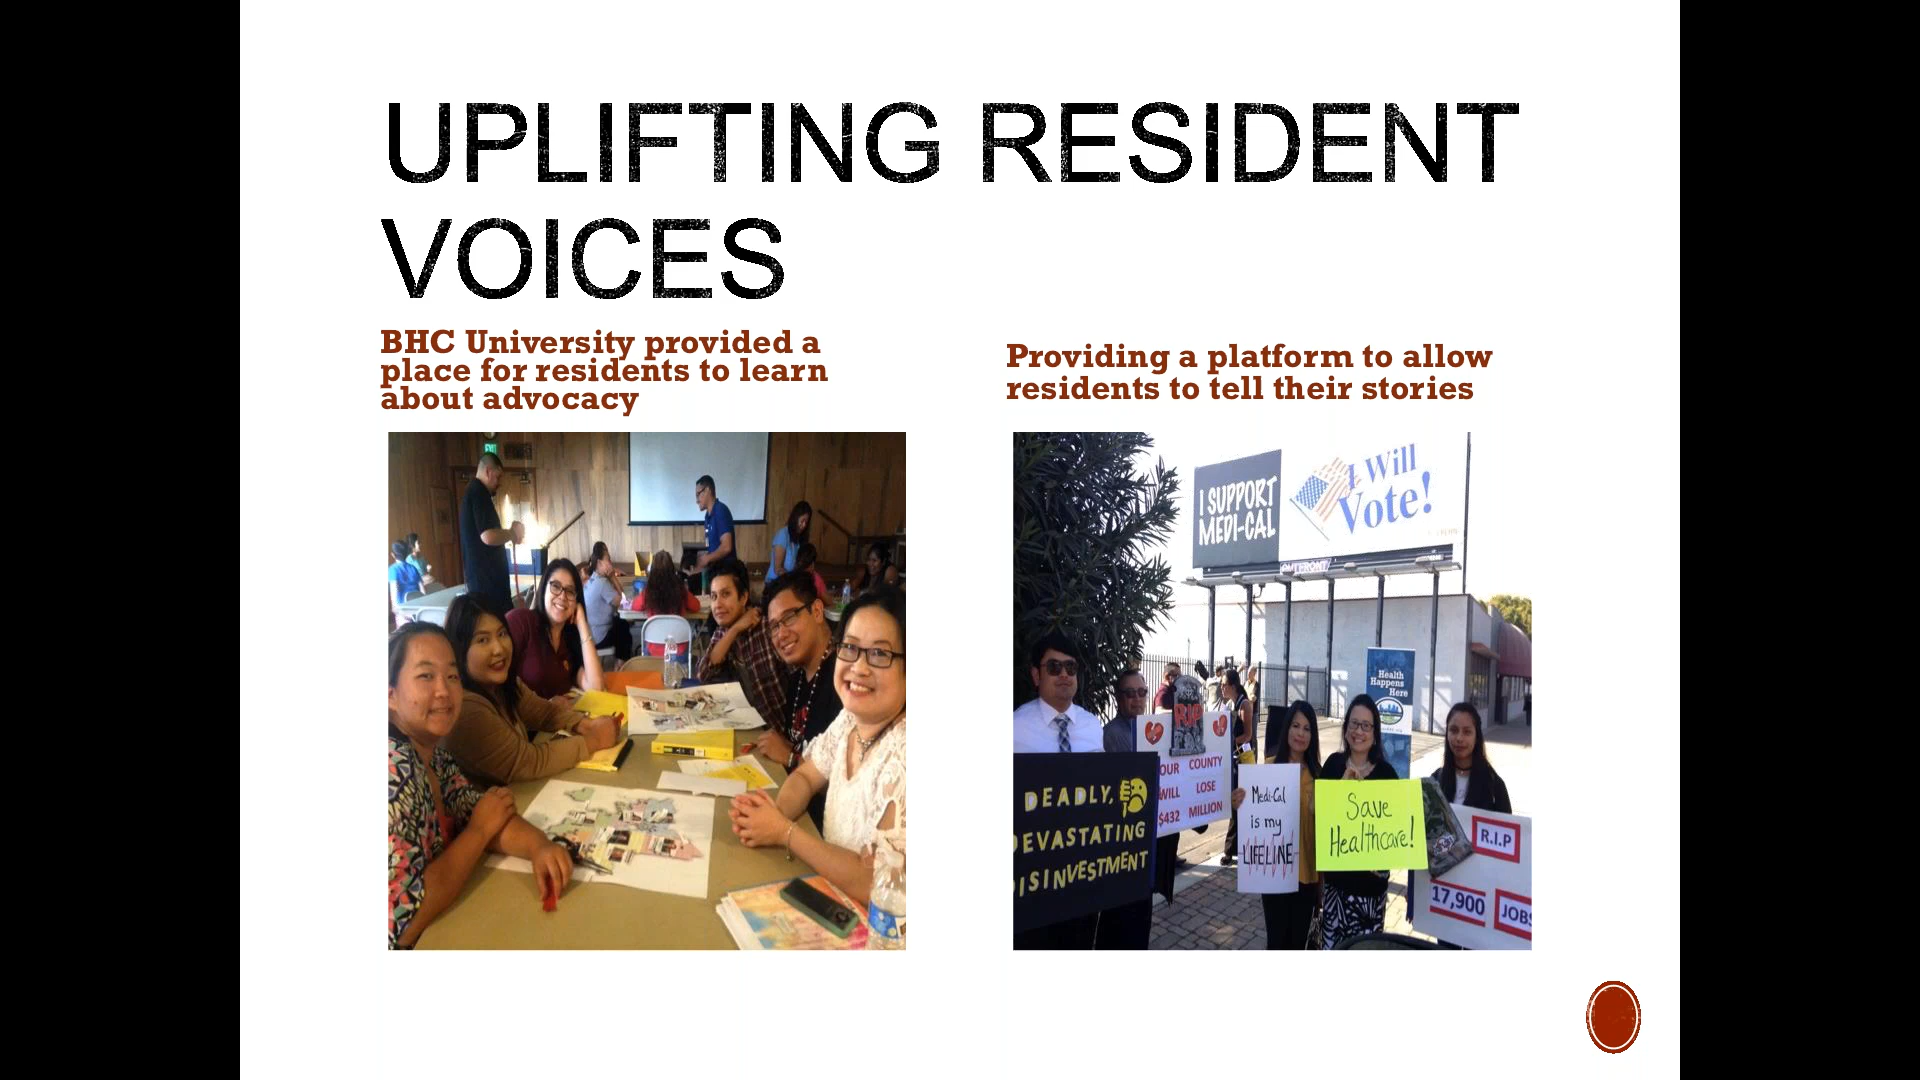 UPLIFTING RESIDENT
VOICES
BHC University provided a
place for residents to learn
about advocacy
Providing a platform to allow
residents to tell their stories
I SUPPORT
MEDI-CAL
I Will
Vote!
OUTFRONT
Health
Happens
Here
RIP
OUR COUNTY
WILL LOSE
$432 MILLION
DEADLY,
DEVASTATING
DISINVESTMENT
Medi-Cal
is my
LIFELINE
Save
Healthcare!
R.I.P
17,900 JOBS